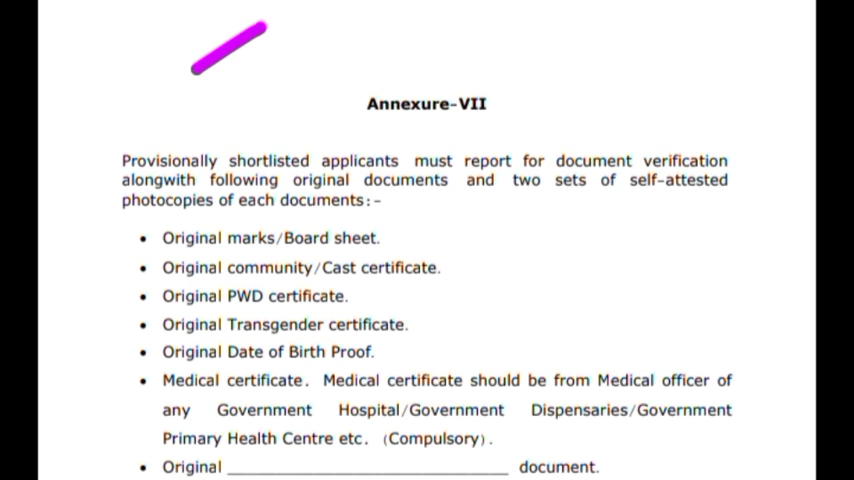 Annexure-VII
Provisionally shortlisted applicants must report for document verification
alongwith following original documents and two sets of self-attested
photocopies of each documents:-
• Original marks/Board sheet.
• Original community/Cast certificate.
• Original PWD certificate.
• Original Transgender certificate.
• Original Date of Birth Proof.
• Medical certificate. Medical certificate should be from Medical officer of
any Government Hospital/Government Dispensaries/Government
Primary Health Centre etc. (Compulsory).
• Original ______________________________ document.